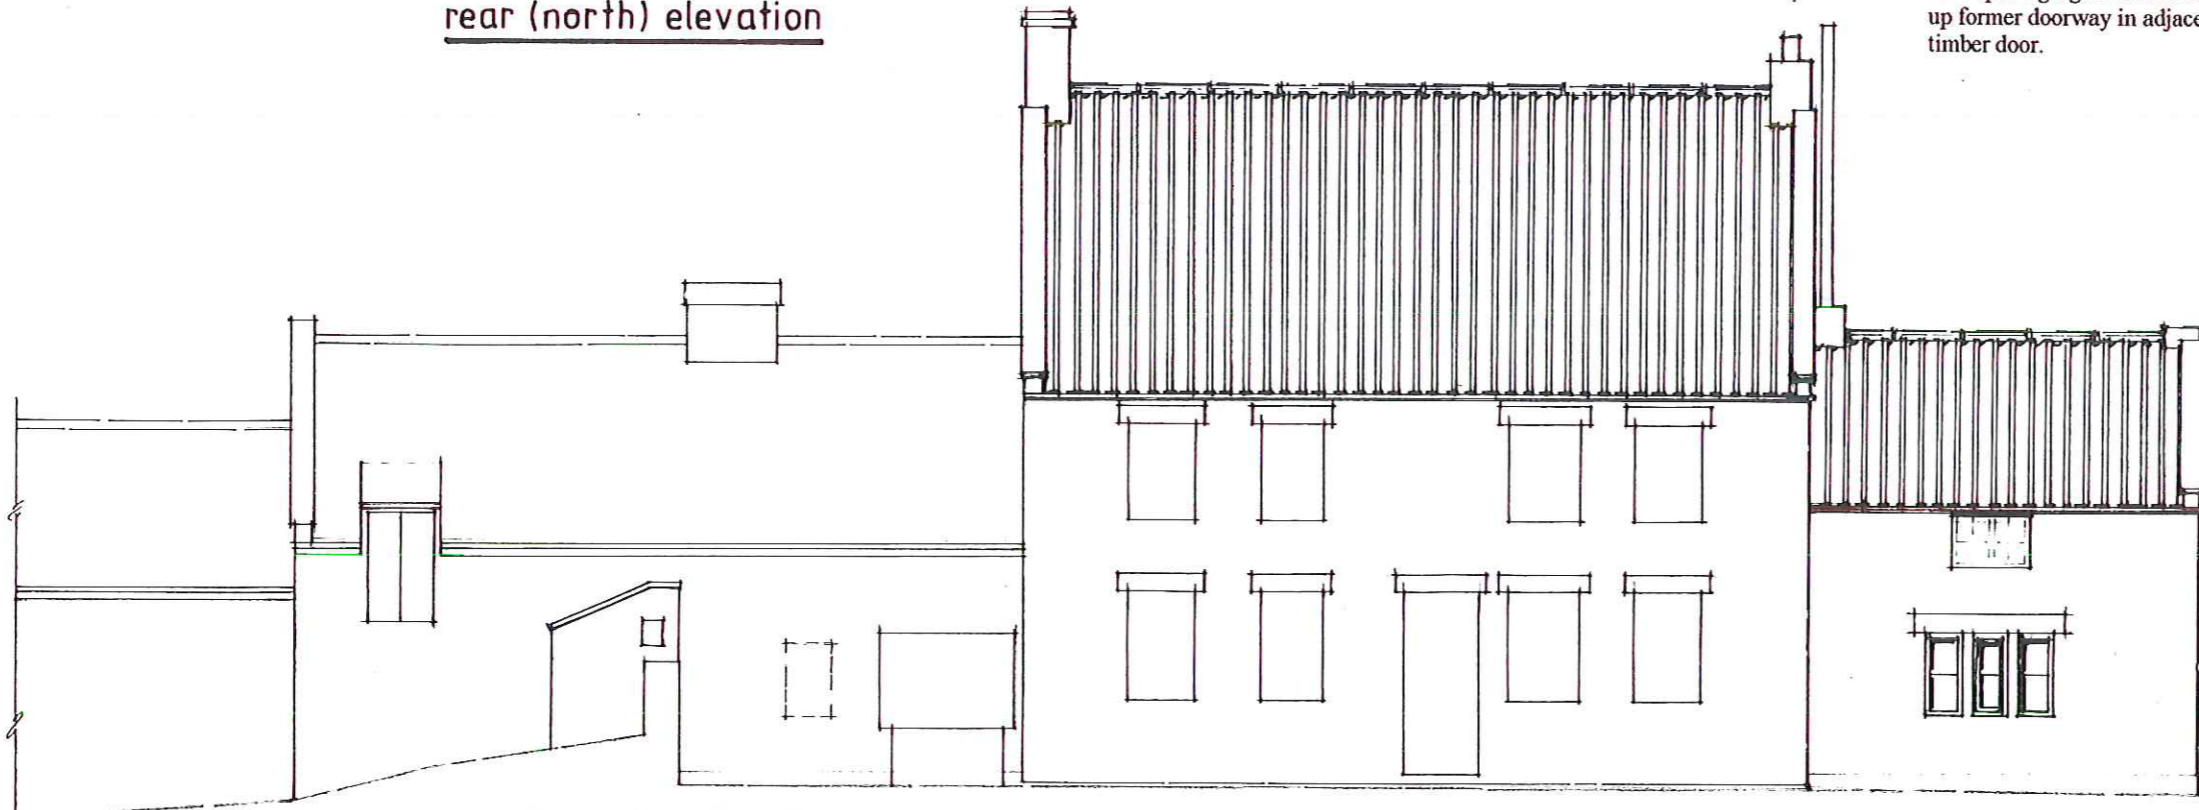 rear (north) elevation
up former doorway in adjace
timber door.